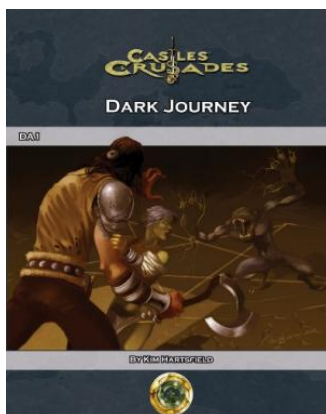 CASTLES
CRUSADES
DARK JOURNEY
DA1
BY KIM HARTSFIELD